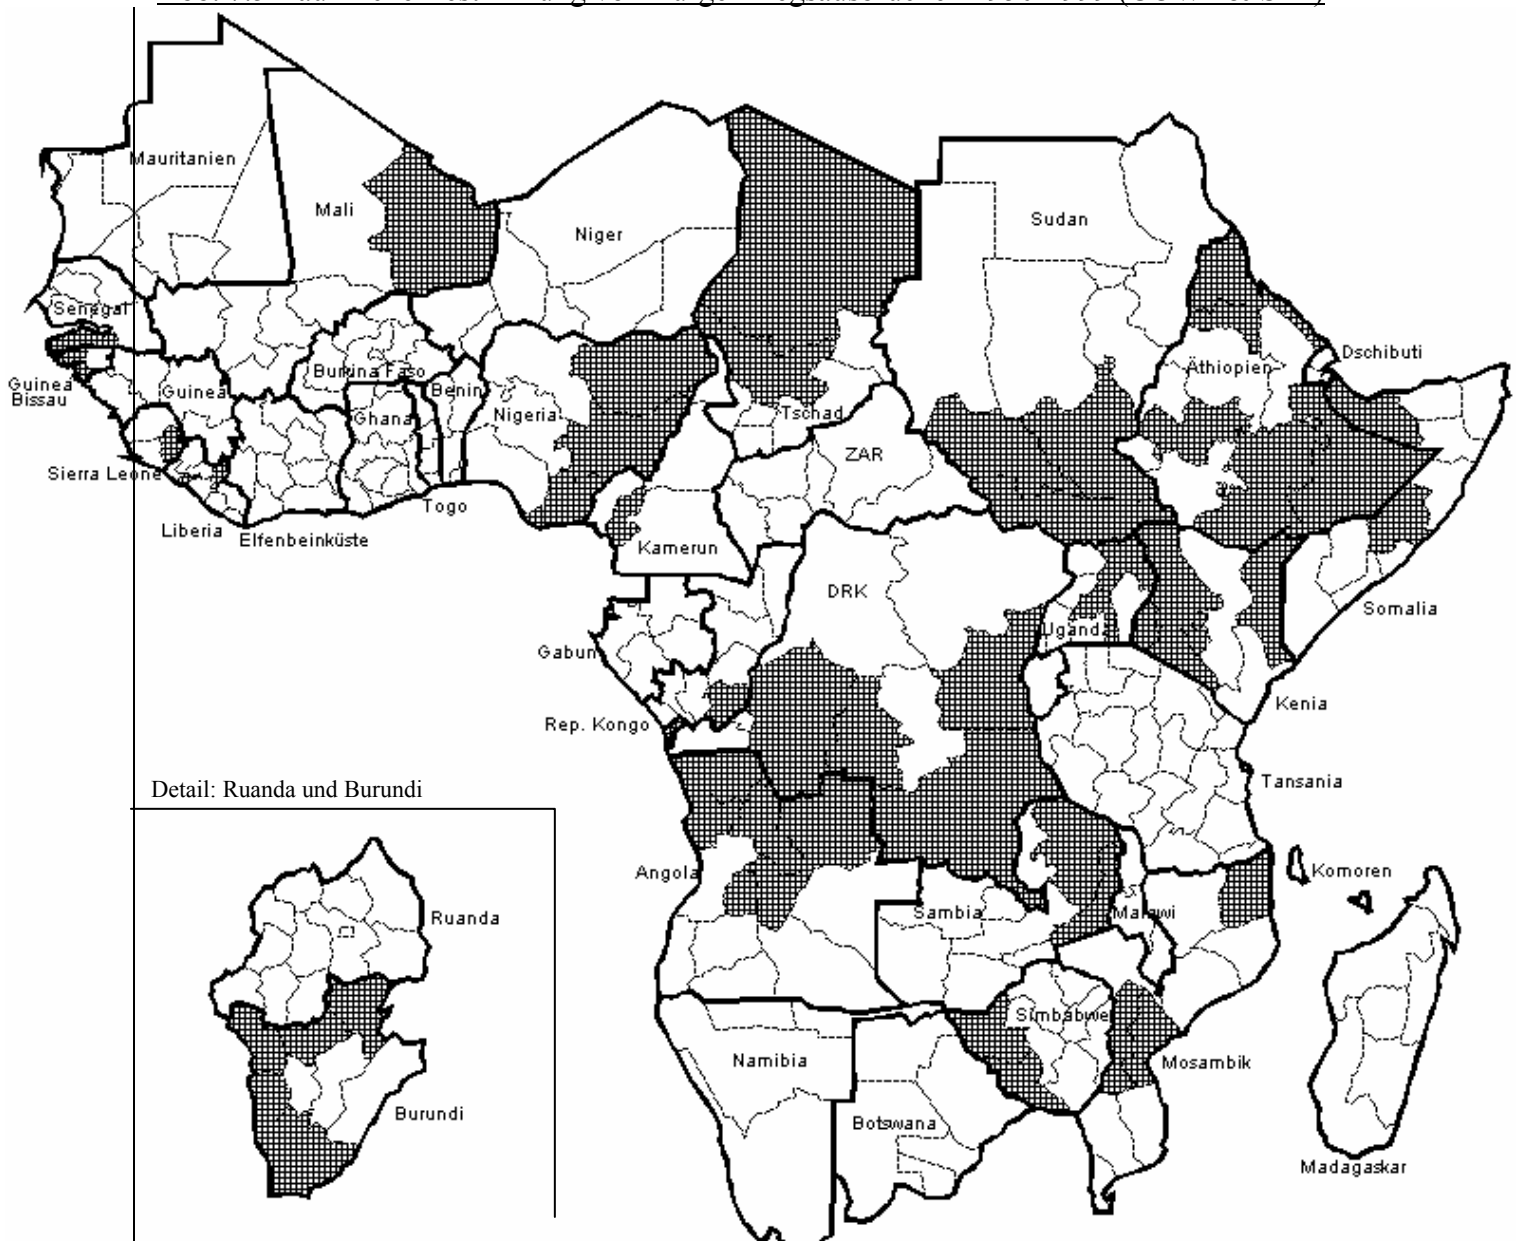 Mauritanien
Mali
Niger
Sudan
Senegal
Guinea
Bissau
Guinea
Burkina Faso
Benin
Ghana
Nigeria
Tschad
ZAR
Äthiopien
Dschibuti
Sierra Leone
Liberia
Elfenbeinküste
Togo
Kamerun
DRK
Uganda
Somalia
Gabun
Rep. Kongo
Kenia
Tansania
Detail: Ruanda und Burundi
Angola
Sambia
Malawi
Komoren
Ruanda
Simbabwe
Namibia
Mosambik
Burundi
Botswana
Madagaskar